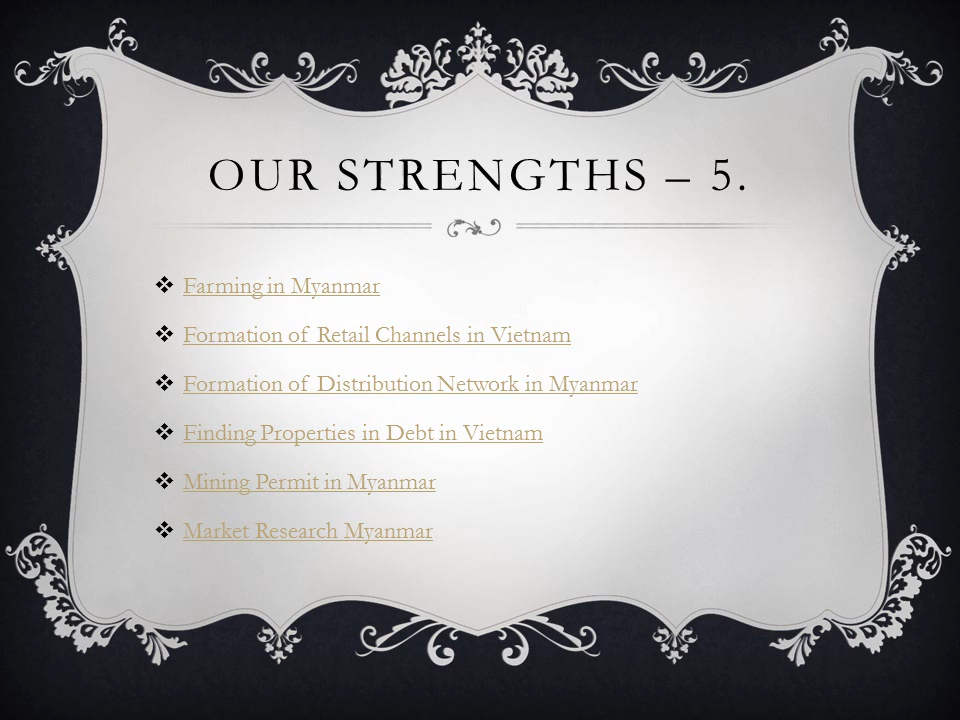 OUR STRENGTHS – 5.
❖ Farming in Myanmar
❖ Formation of Retail Channels in Vietnam
❖ Formation of Distribution Network in Myanmar
❖ Finding Properties in Debt in Vietnam
❖ Mining Permit in Myanmar
❖ Market Research Myanmar